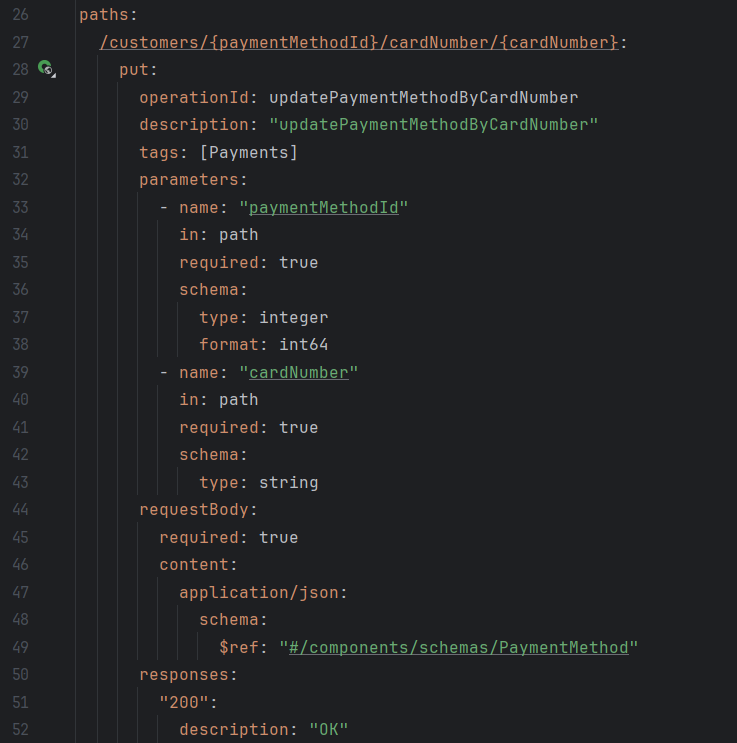 26 paths:
27   /customers/{paymentMethodId}/cardNumber/{cardNumber}:
28     put:
29       operationId: updatePaymentMethodByCardNumber
30       description: "updatePaymentMethodByCardNumber"
31       tags: [Payments]
32       parameters:
33         - name: "paymentMethodId"
34           in: path
35           required: true
36           schema:
37             type: integer
38             format: int64
39         - name: "cardNumber"
40           in: path
41           required: true
42           schema:
43             type: string
44       requestBody:
45         required: true
46         content:
47           application/json:
48             schema:
49               $ref: "#/components/schemas/PaymentMethod"
50       responses:
51         "200":
52           description: "OK"